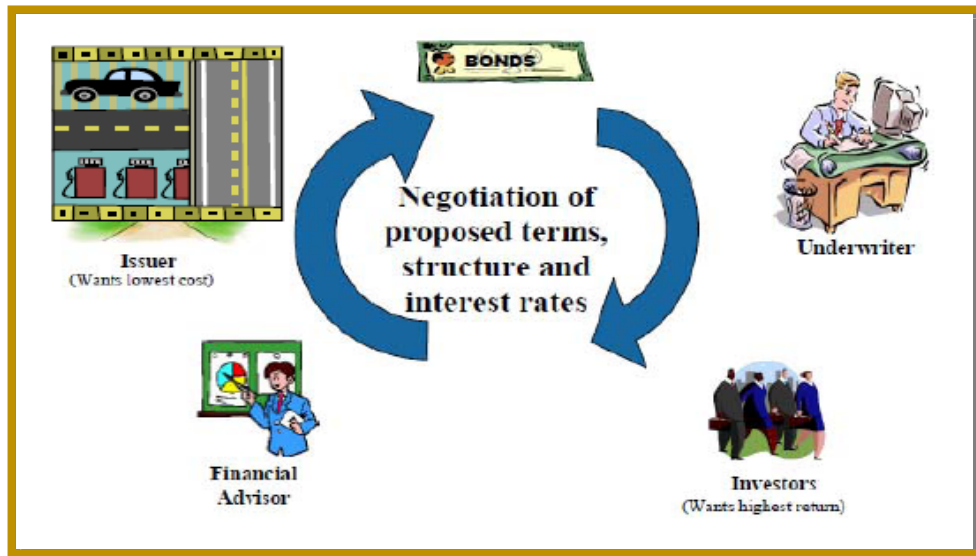 BONDS
Negotiation of
proposed terms,
structure and
interest rates
Issuer
(Wants lowest cost)
Underwriter
Financial
Advisor
Investors
(Wants highest return)